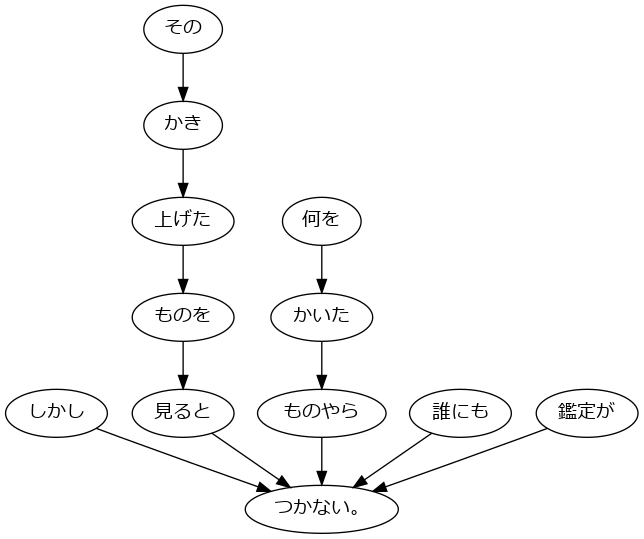 その
かき
上げた
何を
ものを
かいた
しかし
見ると
ものやら
誰にも
鑑定が
つかない。